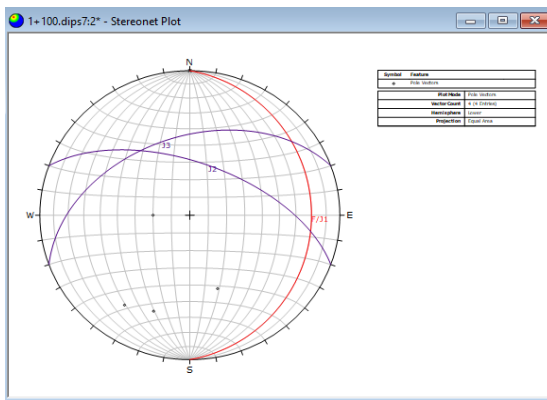 1+100.dips7:2* - Stereonet Plot
N
Symbol Feature
Pole Vectors
Plot Mode Pole Vectors
Vector Count 4 (4 Entries)
Hemisphere Lower
Projection Equal Area
J3
J2
W
E
F/J1
S